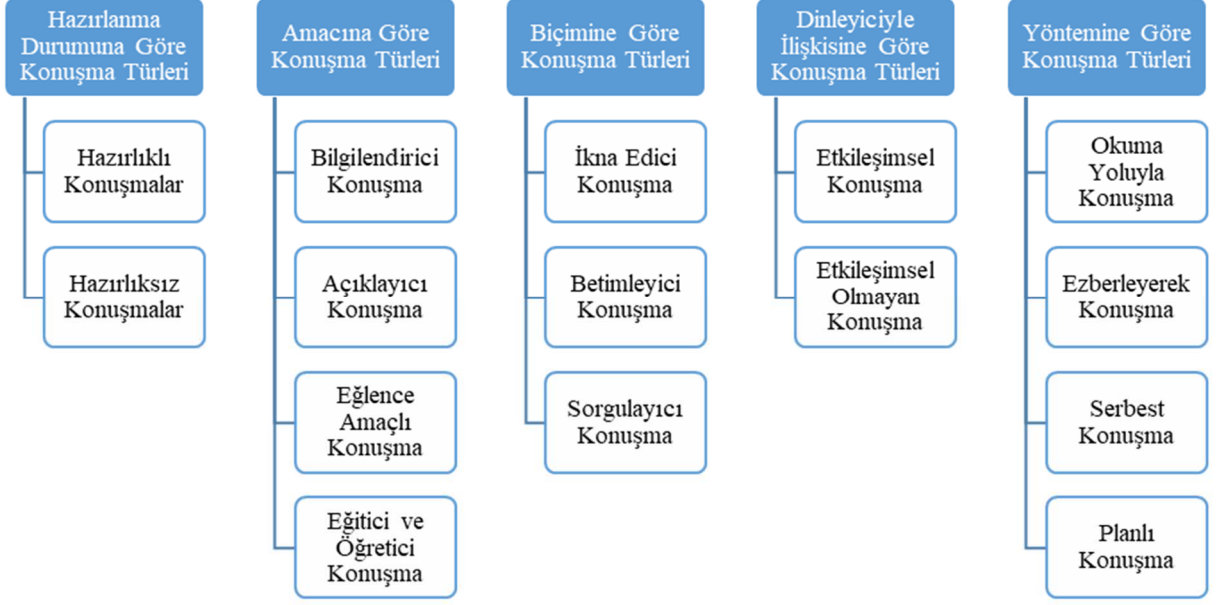 Hazırlanma
Durumuna Göre
Konuşma Türleri
Hazırlıklı
Konuşmalar
Hazırlıksız
Konuşmalar
Amacına Göre
Konuşma Türleri
Bilgilendirici
Konuşma
Açıklayıcı
Konuşma
Eğlence
Amaçlı
Konuşma
Eğitici ve
Öğretici
Konuşma
Biçimine Göre
Konuşma Türleri
İkna Edici
Konuşma
Betimleyici
Konuşma
Sorgulayıcı
Konuşma
Dinleyiciyle
İlişkisine Göre
Konuşma Türleri
Etkileşimsel
Konuşma
Etkileşimsel
Olmayan
Konuşma
Yöntemine Göre
Konuşma Türleri
Okuma
Yoluyla
Konuşma
Ezberleyerek
Konuşma
Serbest
Konuşma
Planlı
Konuşma